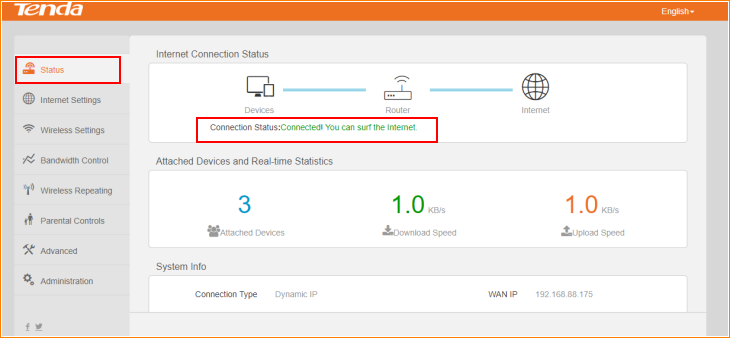 Tenda
English
Status
Internet Settings
Wireless Settings
Bandwidth Control
Wireless Repeating
Parental Controls
Advanced
Administration
Internet Connection Status
Devices
Router
Internet
Connection Status:Connected! You can surf the Internet.
Attached Devices and Real-time Statistics
3
1.0 KB/s
1.0 KB/s
Attached Devices
Download Speed
Upload Speed
System Info
Connection Type Dynamic IP WAN IP 192.168.88.175